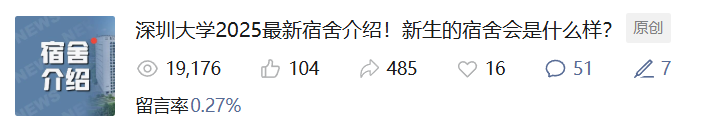 宿舍
介绍
深圳大学2025最新宿舍介绍！新生的宿舍会是什么样？ 原创
19,176 104 485 16 51 7
留言率0.27%